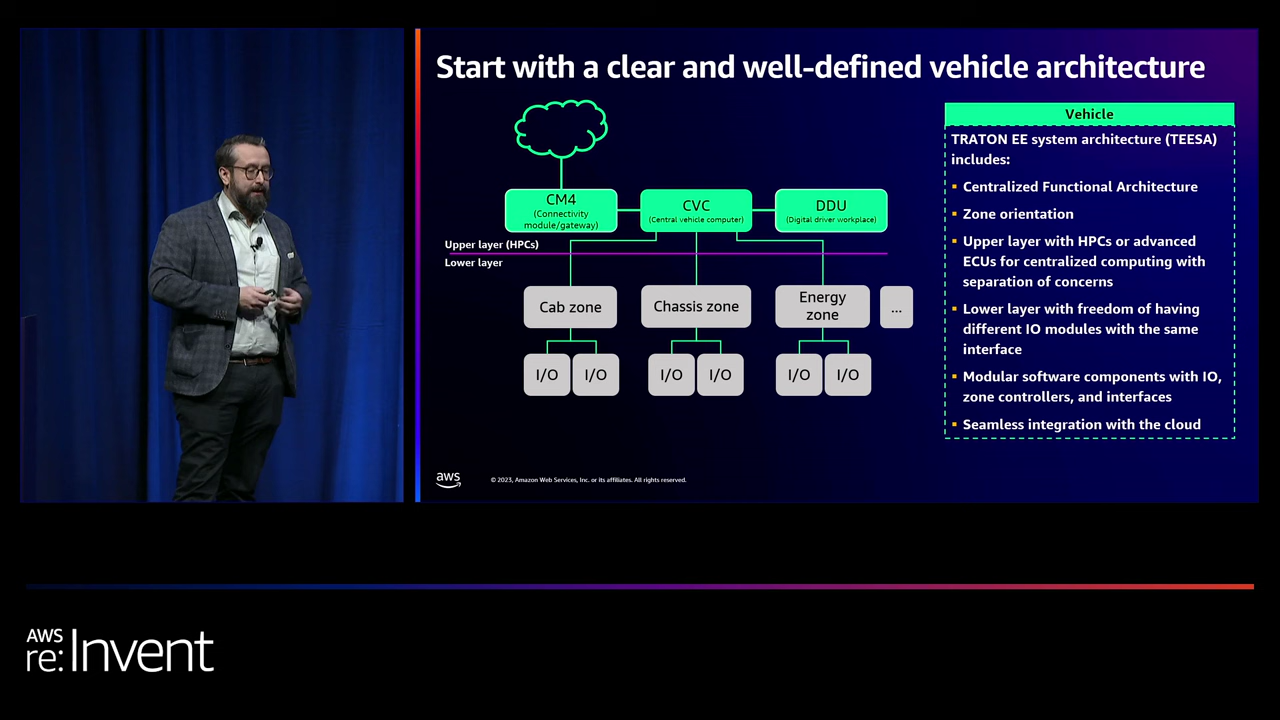 Start with a clear and well-defined vehicle architecture
CM4
(Connectivity
module/gateway)
CVC
(Central vehicle computer)
DDU
(Digital driver workplace)
Upper layer (HPCs)
Lower layer
Cab zone
Chassis zone
Energy
zone
...
I/O
I/O
I/O
I/O
I/O
I/O
Vehicle
TRATON EE system architecture (TEESA)
includes:
▪ Centralized Functional Architecture
▪ Zone orientation
▪ Upper layer with HPCs or advanced
ECUs for centralized computing with
separation of concerns
▪ Lower layer with freedom of having
different IO modules with the same
interface
▪ Modular software components with IO,
zone controllers, and interfaces
▪ Seamless integration with the cloud
aws
© 2023, Amazon Web Services, Inc. or its affiliates. All rights reserved.
AWS
re:Invent